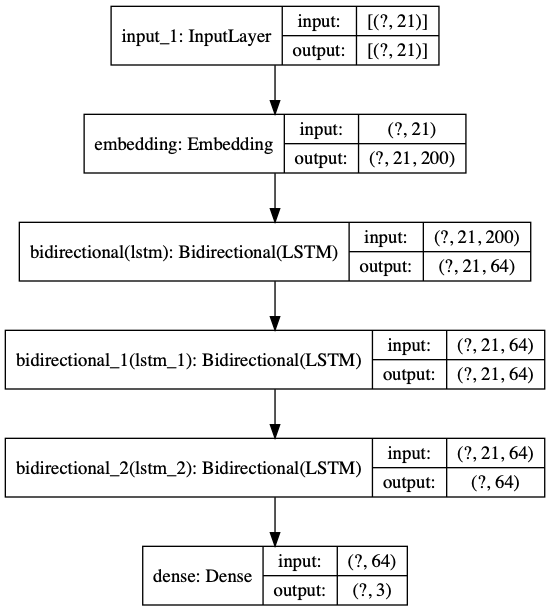 input_1: InputLayer
input: [(?, 21)]
output: [(?, 21)]
embedding: Embedding
input: (?, 21)
output: (?, 21, 200)
bidirectional(lstm): Bidirectional(LSTM)
input: (?, 21, 200)
output: (?, 21, 64)
bidirectional_1(lstm_1): Bidirectional(LSTM)
input: (?, 21, 64)
output: (?, 21, 64)
bidirectional_2(lstm_2): Bidirectional(LSTM)
input: (?, 21, 64)
output: (?, 64)
dense: Dense
input: (?, 64)
output: (?, 3)